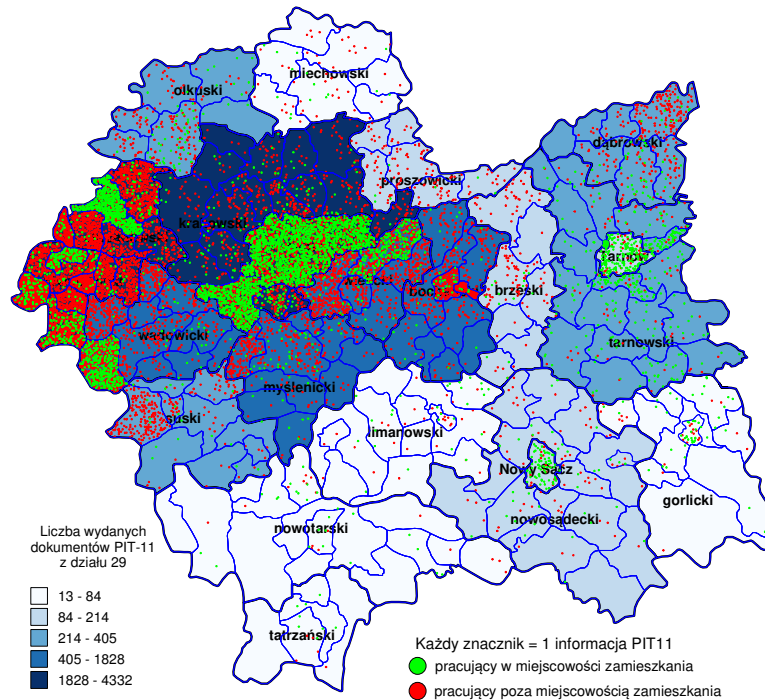 miechowski
olkuski
dąbrowski
proszowicki
brzeski
tarnowski
wadowicki
myślenicki
suski
limanowski
Nowy Sącz
gorlicki
nowosądecki
nowotarski
tatrzański
Liczba wydanych
dokumentów PIT-11
z działu 29
13 - 84
84 - 214
214 - 405
405 - 1828
1828 - 4332
Każdy znacznik = 1 informacja PIT11
pracujący w miejscowości zamieszkania
pracujący poza miejscowością zamieszkania